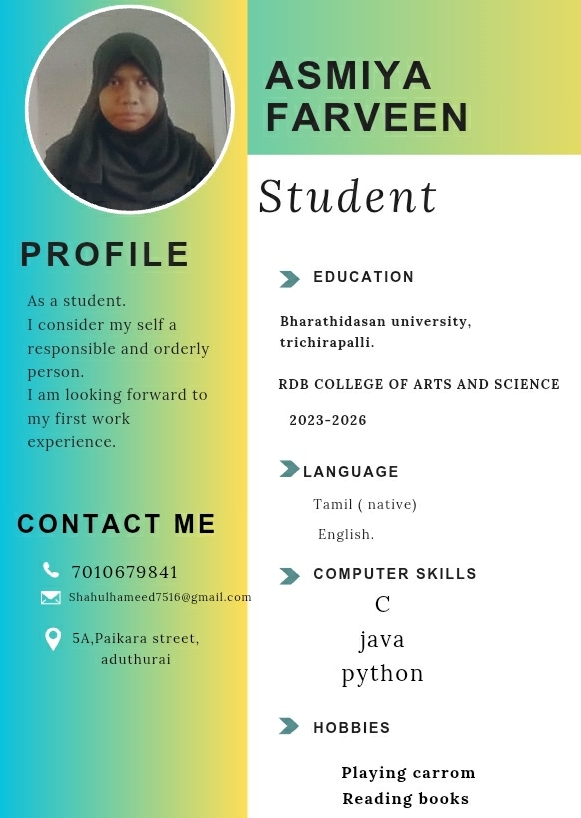 ASMIYA
FARVEEN
Student
PROFILE
As a student.
I consider my self a
responsible and orderly
person.
I am looking forward to
my first work
experience.
CONTACT ME
7010679841
Shahulhameed7516@gmail.com
5A,Paikara street,
aduthurai
EDUCATION
Bharathidasan university,
trichirapalli.
RDB COLLEGE OF ARTS AND SCIENCE
2023-2026
LANGUAGE
Tamil ( native)
English.
COMPUTER SKILLS
C
java
python
HOBBIES
Playing carrom
Reading books